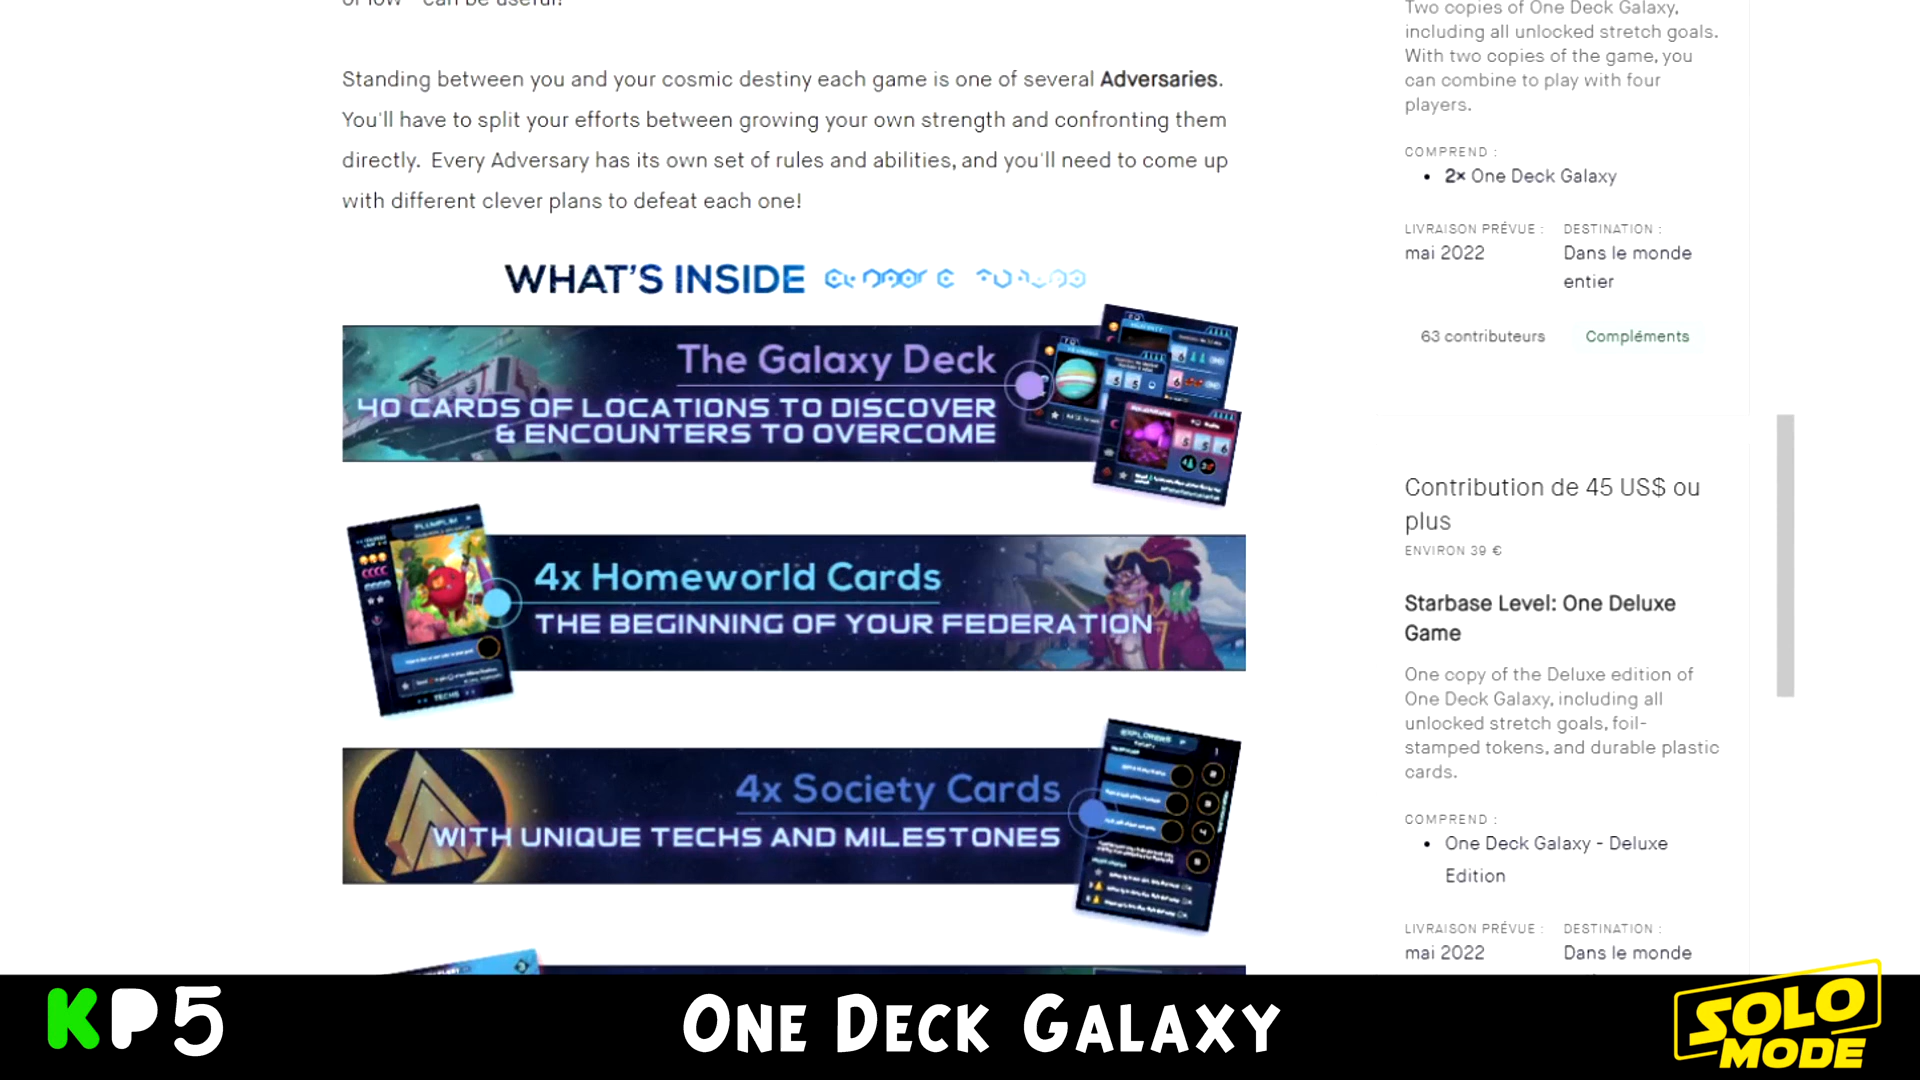 Standing between you and your cosmic destiny each game is one of several Adversaries.
You'll have to split your efforts between growing your own strength and confronting them
directly. Every Adversary has its own set of rules and abilities, and you'll need to come up
with different clever plans to defeat each one!
WHAT'S INSIDE
The Galaxy Deck
40 CARDS OF LOCATIONS TO DISCOVER
& ENCOUNTERS TO OVERCOME
4x Homeworld Cards
THE BEGINNING OF YOUR FEDERATION
PLUMPLIM
TECHS
4x Society Cards
WITH UNIQUE TECHS AND MILESTONES
EXPLORERS
Two copies of One Deck Galaxy,
including all unlocked stretch goals.
With two copies of the game, you
can combine to play with four
players.
COMPREND :
• 2× One Deck Galaxy
LIVRAISON PRÉVUE :
mai 2022
DESTINATION :
Dans le monde
entier
63 contributeurs
Compléments
Contribution de 45 US$ ou
plus
ENVIRON 39 €
Starbase Level: One Deluxe
Game
One copy of the Deluxe edition of
One Deck Galaxy, including all
unlocked stretch goals, foil-
stamped tokens, and durable plastic
cards.
COMPREND :
• One Deck Galaxy - Deluxe
Edition
LIVRAISON PRÉVUE :
mai 2022
DESTINATION :
Dans le monde
KP5
ONE DECK GALAXY
SOLO
MODE